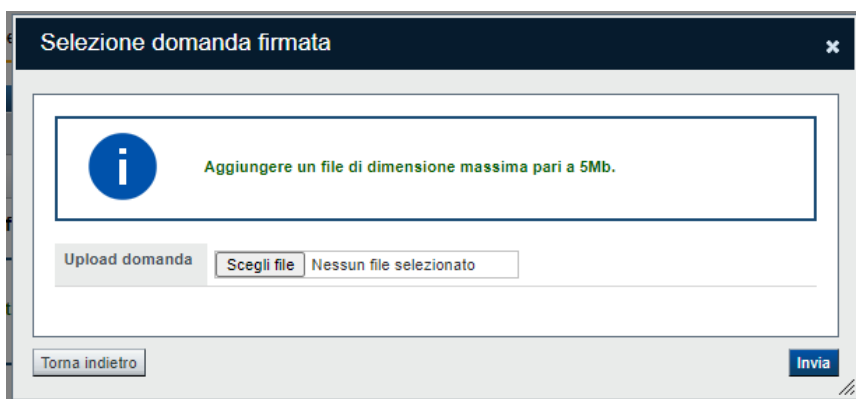 Selezione domanda firmata
Aggiungere un file di dimensione massima pari a 5Mb.
Upload domanda Scegli file Nessun file selezionato
Torna indietro Invia